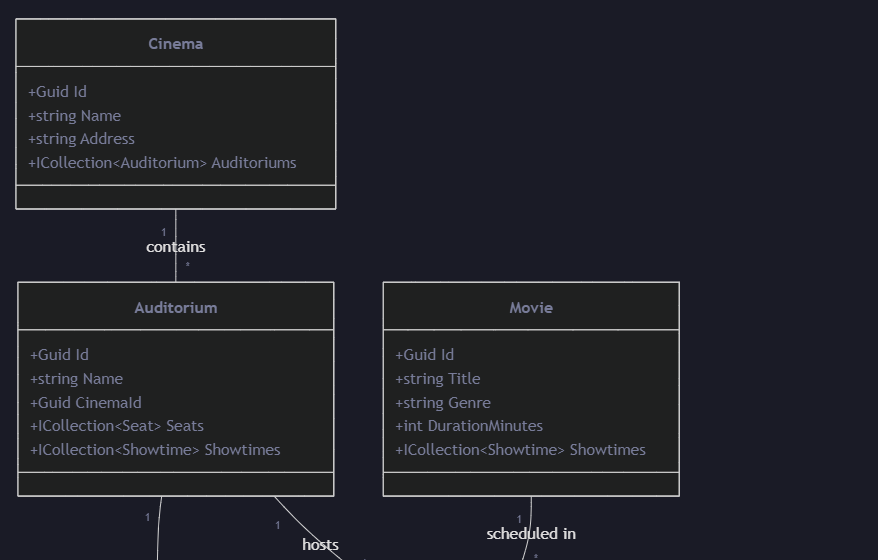 Cinema
+Guid Id
+string Name
+string Address
+ICollection<Auditorium> Auditoriums
1
contains
*
Auditorium
+Guid Id
+string Name
+Guid CinemaId
+ICollection<Seat> Seats
+ICollection<Showtime> Showtimes
Movie
+Guid Id
+string Title
+string Genre
+int DurationMinutes
+ICollection<Showtime> Showtimes
1
1
hosts
1
scheduled in
*